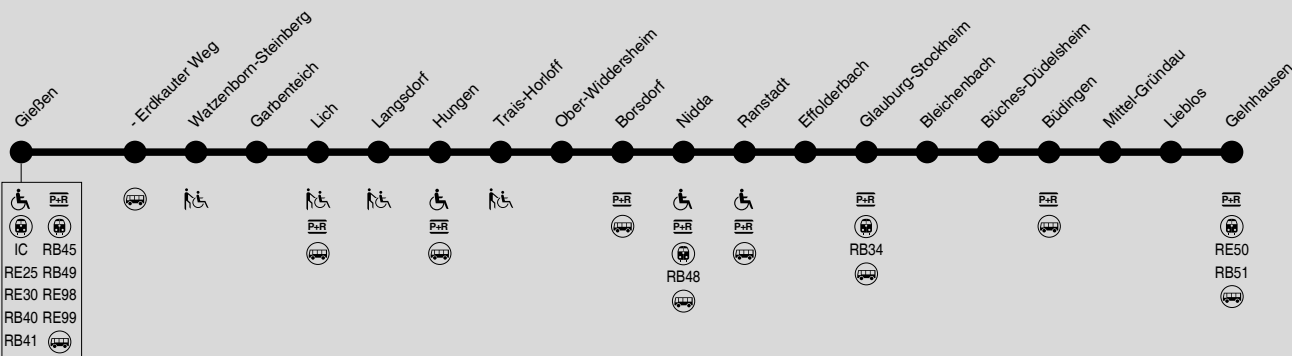 Gießen
- Erdkauter Weg
Watzenborn-Steinberg
Garbenteich
Lich
Langsdorf
Hungen
Trais-Horloff
Ober-Widdersheim
Borsdorf
Nidda
Ranstadt
Effolderbach
Glauburg-Stockheim
Bleichenbach
Büches-Düdelsheim
Büdingen
Mittel-Gründau
Lieblos
Gelnhausen
P+R
IC RB45
RE25 RB49
RE30 RE98
RB40 RE99
RB41
P+R
P+R
P+R
P+R
RB48
P+R
P+R
RB34
P+R
P+R
RE50
RB51